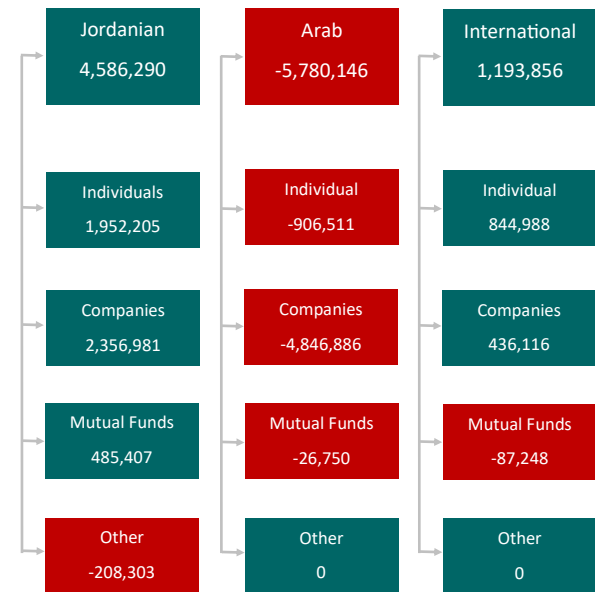 Jordanian
4,586,290
Individuals
1,952,205
Companies
2,356,981
Mutual Funds
485,407
Other
-208,303
Arab
-5,780,146
Individual
-906,511
Companies
-4,846,886
Mutual Funds
-26,750
Other
0
International
1,193,856
Individual
844,988
Companies
436,116
Mutual Funds
-87,248
Other
0